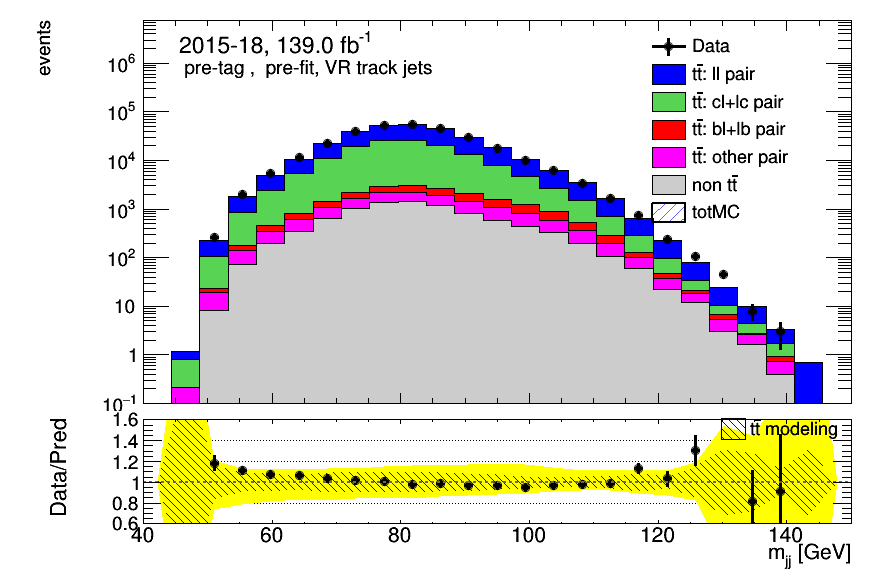 events
2015-18, 139.0 fb⁻¹
pre-tag , pre-fit, VR track jets
Data
tt̄: ll pair
tt̄: cl+lc pair
tt̄: bl+lb pair
tt̄: other pair
non tt̄
totMC
10⁶
10⁵
10⁴
10³
10²
10
1
10⁻¹
Data/Pred
tt̄ modeling
1.6
1.4
1.2
1
0.8
0.6
40 60 80 100 120 140
m_jj [GeV]